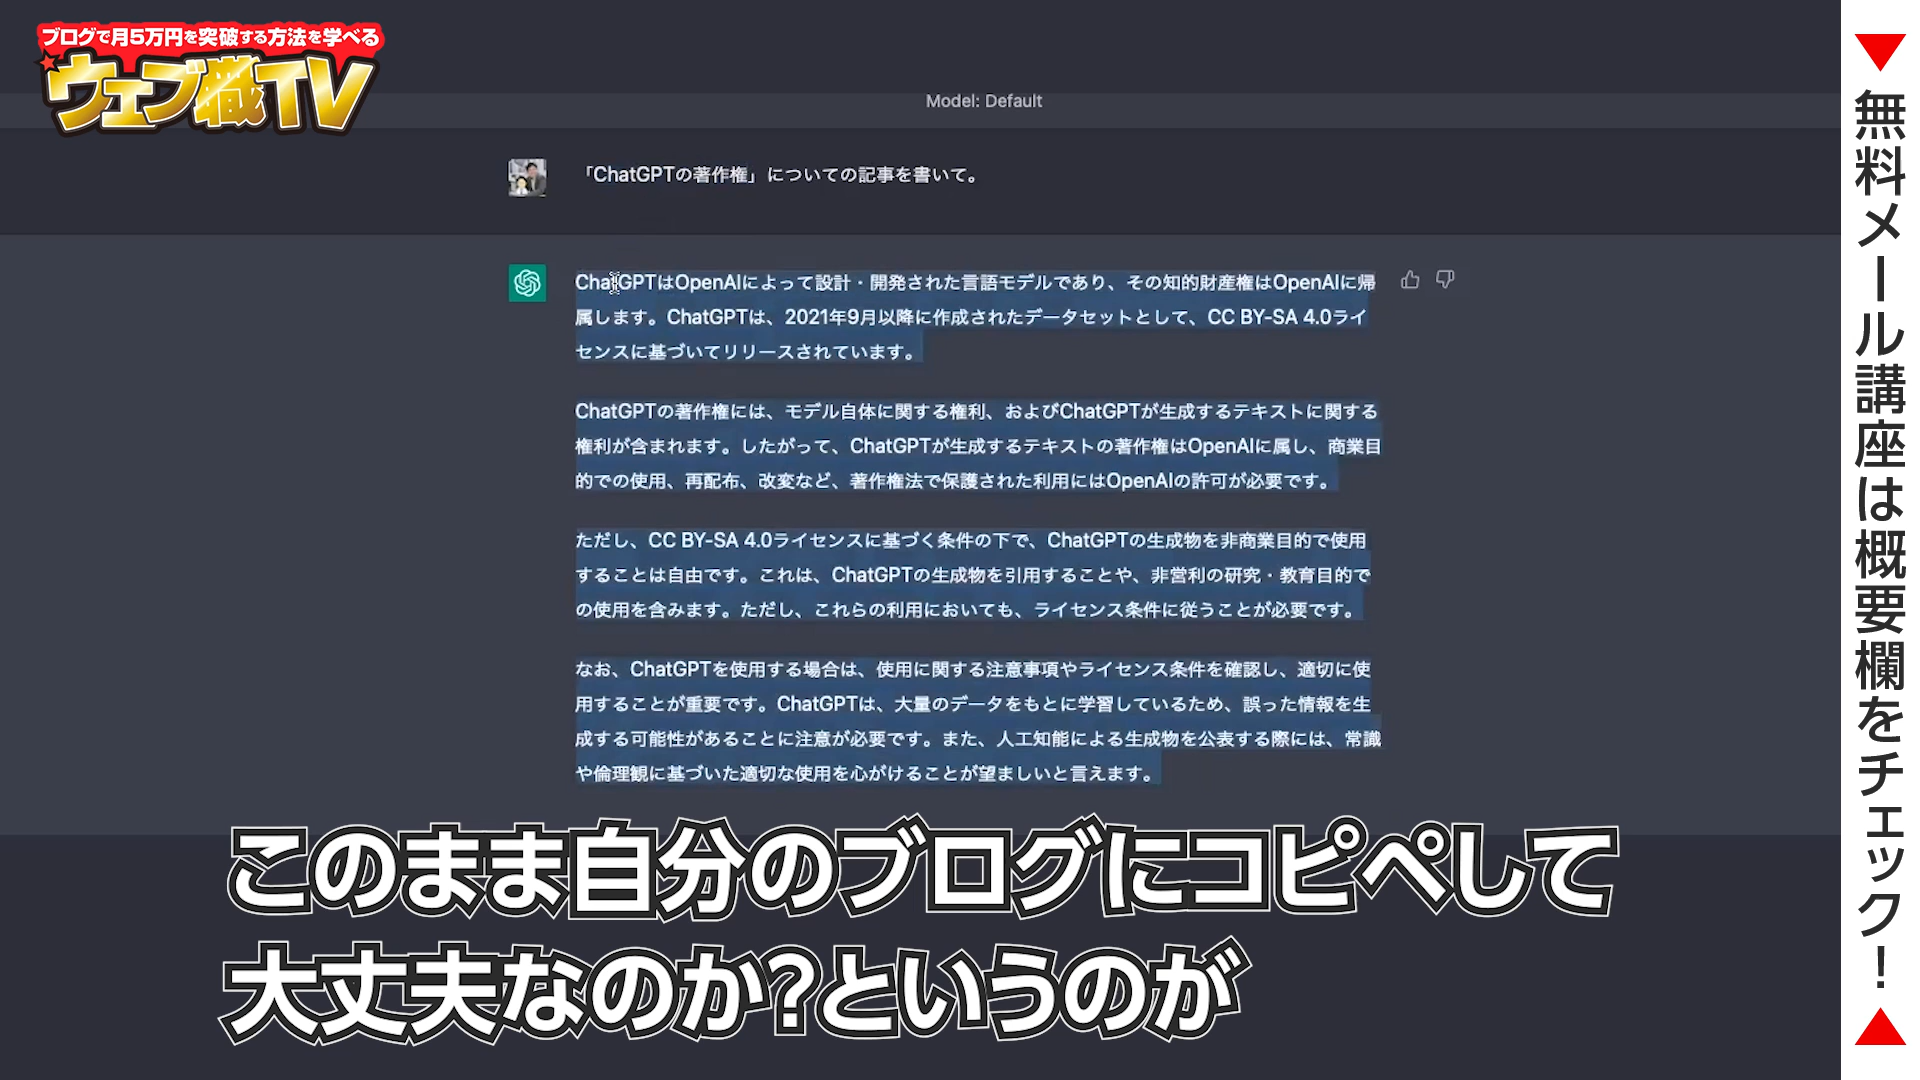 ブログで月5万円を突破する方法を学べる
ウェブ職TV
Model: Default
「ChatGPTの著作権」についての記事を書いて。
ChatGPTはOpenAIによって設計・開発された言語モデルであり、その知的財産権はOpenAIに帰
属します。ChatGPTは、2021年9月以降に作成されたデータセットとして、CC BY-SA 4.0ライ
センスに基づいてリリースされています。
ChatGPTの著作権には、モデル自体に関する権利、およびChatGPTが生成するテキストに関する
権利が含まれます。したがって、ChatGPTが生成するテキストの著作権はOpenAIに属し、商業目
的での使用、再配布、改変など、著作権法で保護された利用にはOpenAIの許可が必要です。
ただし、CC BY-SA 4.0ライセンスに基づく条件の下で、ChatGPTの生成物を非商業目的で使用
することは自由です。これは、ChatGPTの生成物を引用することや、非営利の研究・教育目的で
の使用を含みます。ただし、これらの利用においても、ライセンス条件に従うことが必要です。
なお、ChatGPTを使用する場合は、使用に関する注意事項やライセンス条件を確認し、適切に使
用することが重要です。ChatGPTは、大量のデータをもとに学習しているため、誤った情報を生
成する可能性があることに注意が必要です。また、人工知能による生成物を公表する際には、常識
や倫理観に基づいた適切な使用を心がけることが望ましいと言えます。
このまま自分のブログにコピペして
大丈夫なのか?というのが
無料メール講座は概要欄をチェック!